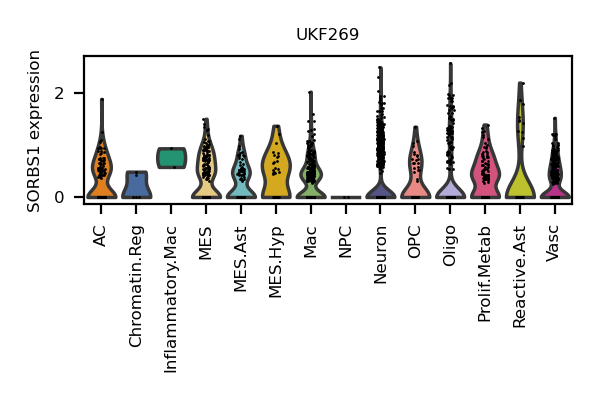 UKF269
SORBS1 expression
2
0
AC
Chromatin.Reg
Inflammatory.Mac
MES
MES.Ast
MES.Hyp
Mac
NPC
Neuron
OPC
Oligo
Prolif.Metab
Reactive.Ast
Vasc